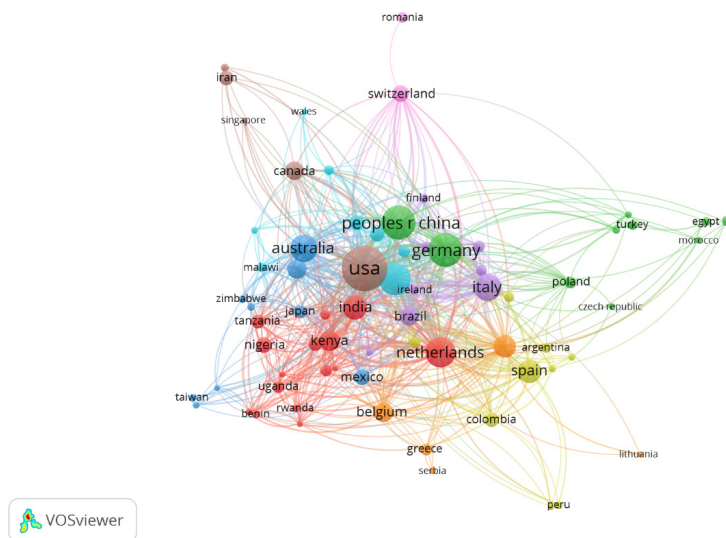 romania
iran
switzerland
singapore
wales
canada
finland
peoples r china
turkey
egypt
morocco
australia
germany
malawi
usa
ireland
italy
poland
zimbabwe
japan
india
brazil
czech republic
tanzania
nigeria
kenya
netherlands
argentina
spain
uganda
mexico
taiwan
benin
rwanda
belgium
colombia
greece
lithuania
serbia
peru
VOSviewer